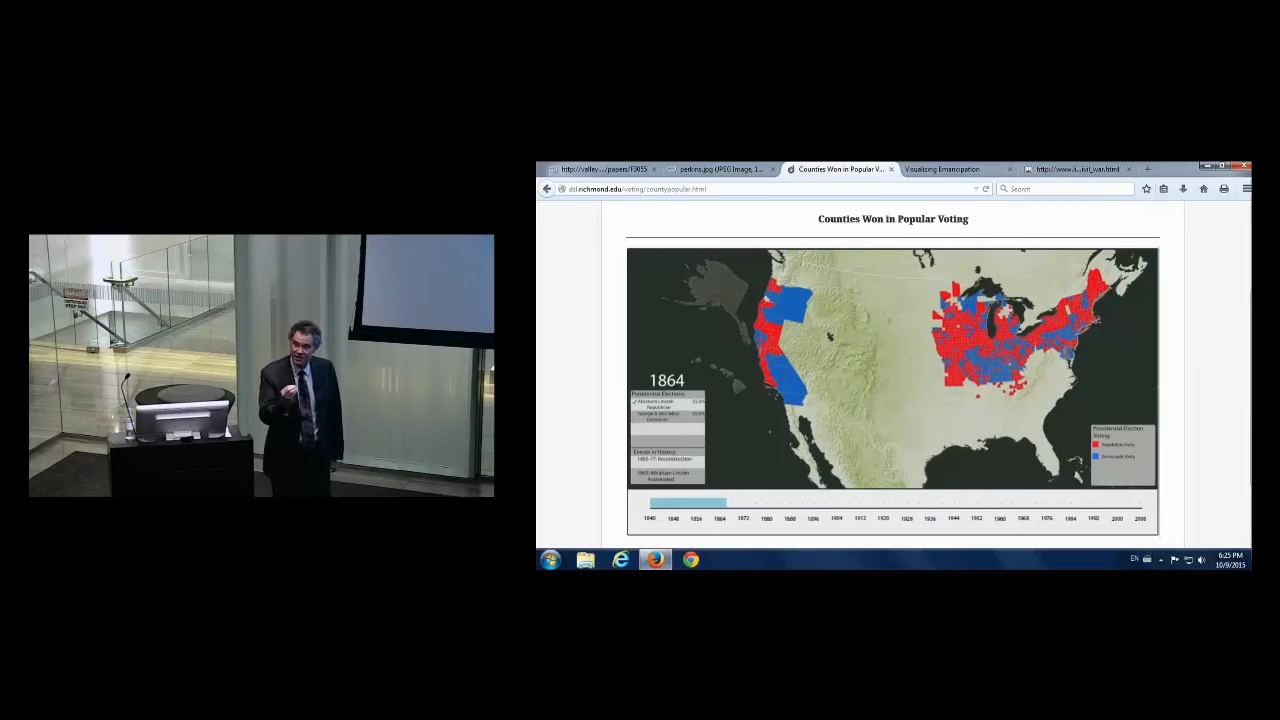 http://valley.../papers/F3055
perkins.jpg (JPEG Image, 1...
Counties Won in Popular V...
Visualizing Emancipation
http://www.it...ivil_war.html
dsl.richmond.edu/voting/countypopular.html
Search
Counties Won in Popular Voting
1864
Presidential Elections:
Abraham Lincoln
Republican
George B McClellan
Democrat
Events in History:
1865-77: Reconstruction
1865: Abraham Lincoln
Assassinated
Presidential Election
Voting:
Republican Party
Democratic Party
1840 1848 1856 1864 1872 1880 1888 1896 1904 1912 1920 1928 1936 1944 1952 1960 1968 1976 1984 1992 2000 2008
EN
6:25 PM
10/9/2015